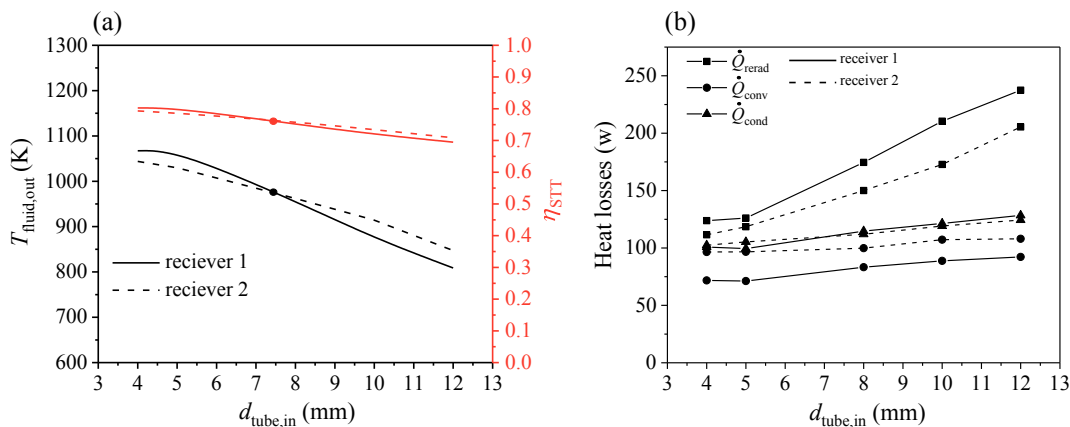 (a)
1300
1200
1100
1000
900
800
700
600
T fluid,out (K)
1.0
0.9
0.8
0.7
0.6
0.5
0.4
0.3
0.2
0.1
0.0
ηSTT
reciever 1
reciever 2
3 4 5 6 7 8 9 10 11 12 13
d tube,in (mm)
(b)
Q̇rerad
Q̇conv
Q̇cond
receiver 1
receiver 2
250
200
150
100
50
0
Heat losses (w)
3 4 5 6 7 8 9 10 11 12 13
d tube,in (mm)